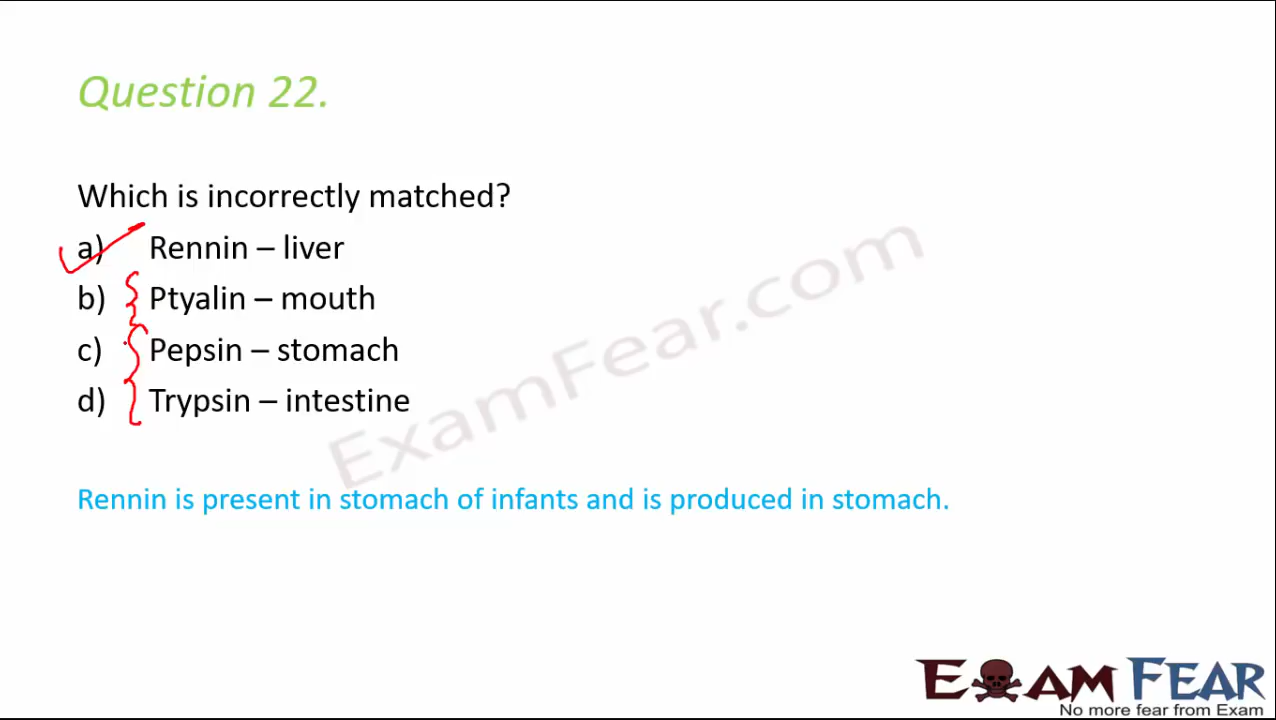 Question 22.
Which is incorrectly matched?
a) Rennin – liver
b) Ptyalin – mouth
c) Pepsin – stomach
d) Trypsin – intestine
ExamFear.com
Rennin is present in stomach of infants and is produced in stomach.
EXAM FEAR
No more fear from Exam